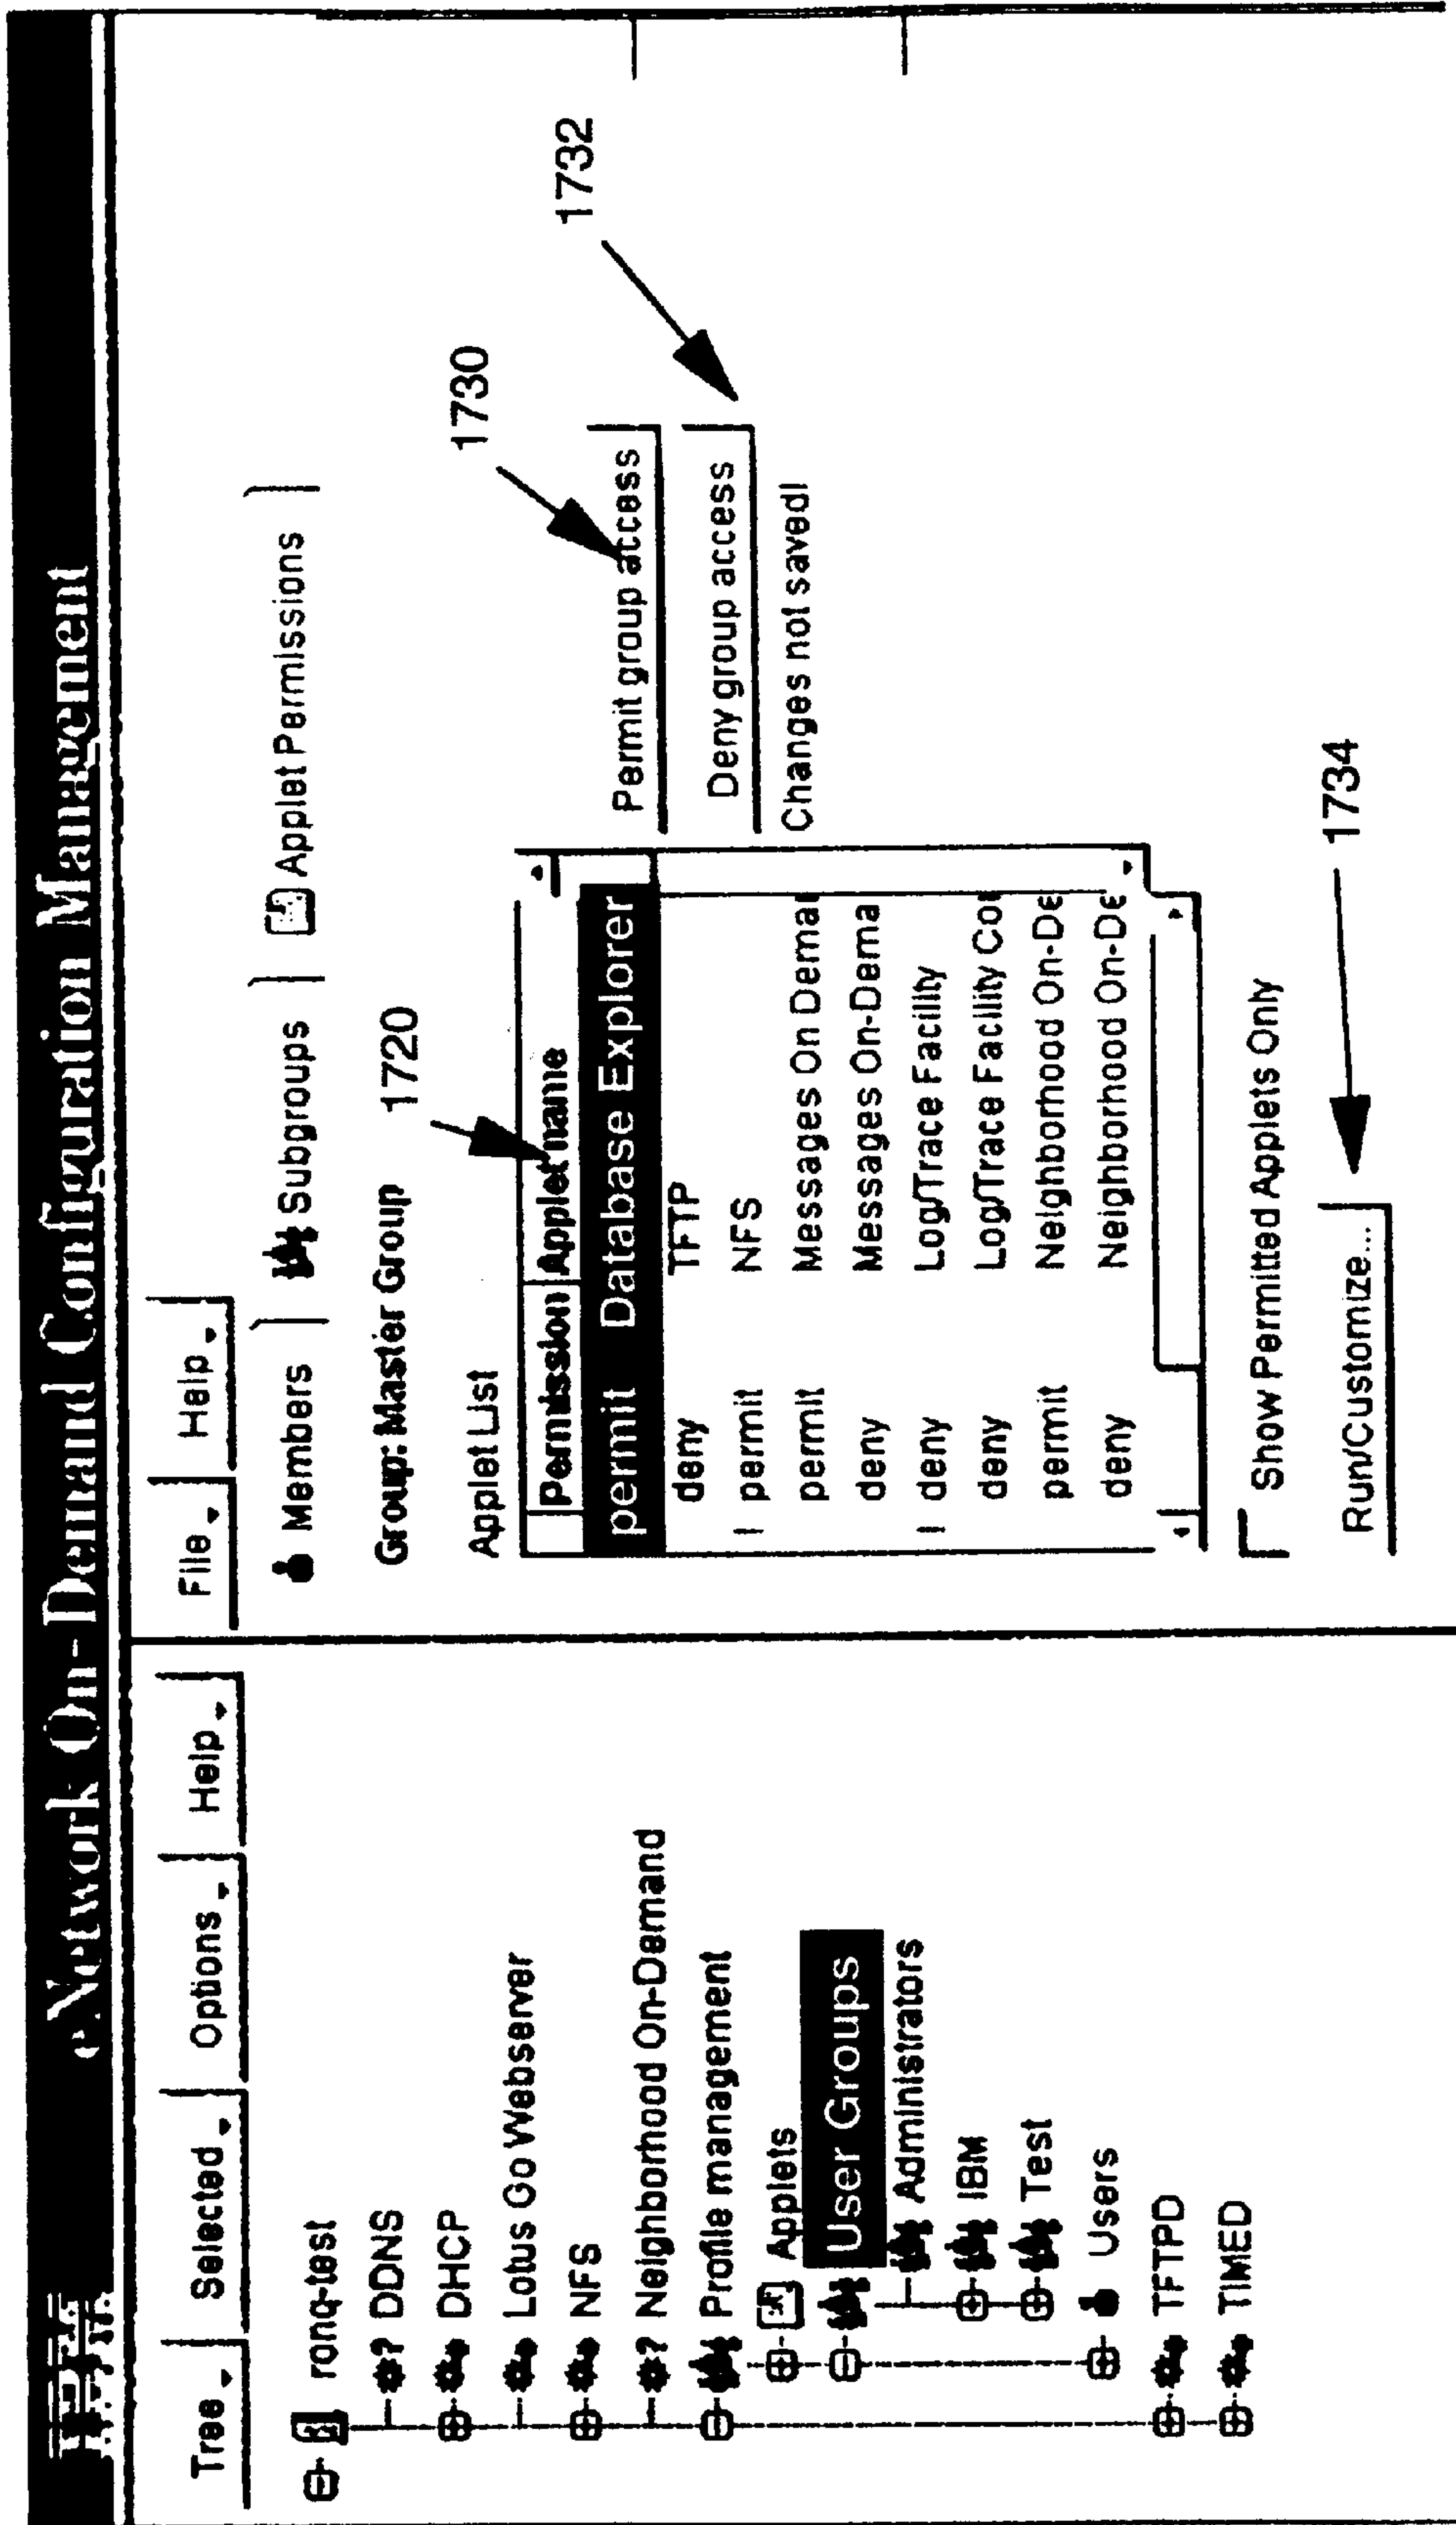 eNetwork On-Demand Configuration Management
Tree Selected Options Help
ronq-test
? DDNS
DHCP
Lotus Go Webserver
NFS
? Neighborhood On-Demand
Profile management
Applets
User Groups
Administrators
IBM
Test
Users
TFTPD
TIMED
File Help
Members Subgroups Applet Permissions
Group: Master Group 1720
Applet List
Permission Applet name
permit Database Explorer
deny TFTP
permit NFS
permit Messages On Demai
deny Messages On-Dema
deny Log/Trace Facility
deny Log/Trace Facility Cou
permit Neighborhood On-De
deny Neighborhood On-De
1730
Permit group access
1732
Deny group access
Changes not saved!
Show Permitted Applets Only
Run/Customize... 1734